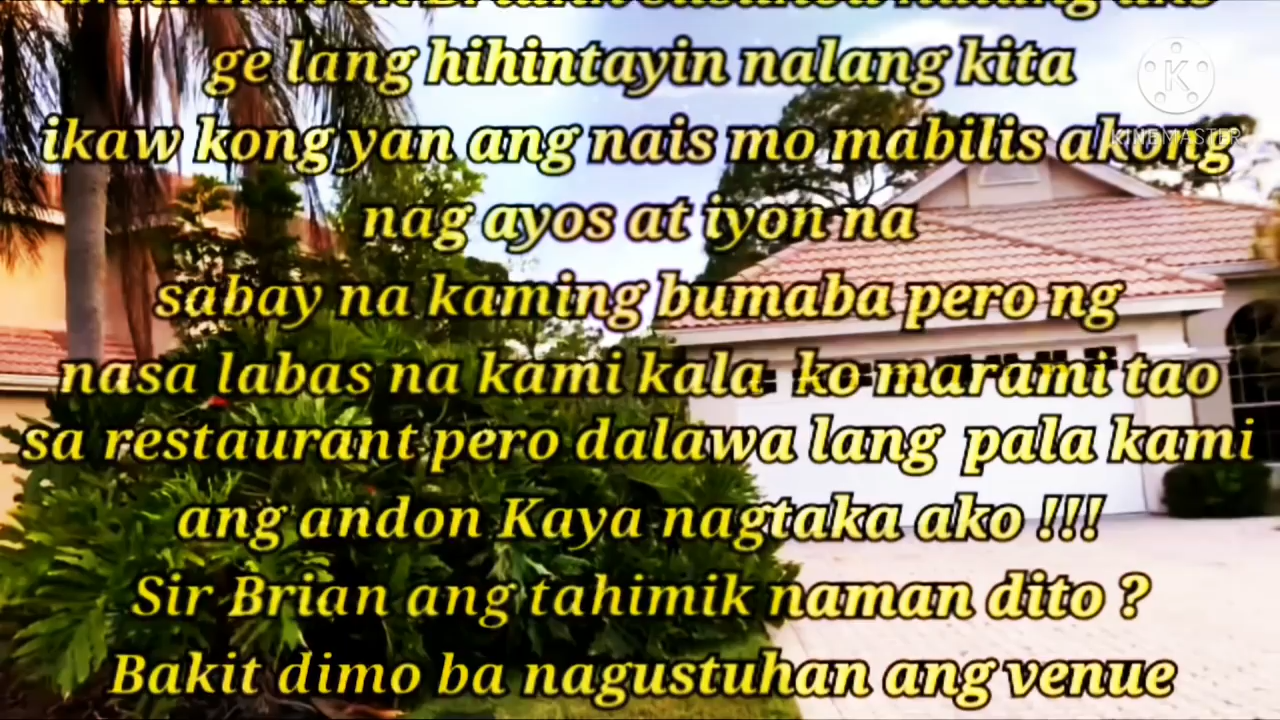 ge lang hihintayin nalang kita
KINEMASTER
ikaw kong yan ang nais mo mabilis akong
nag ayos at iyon na
sabay na kaming bumaba pero ng
nasa labas na kami kala ko marami tao
sa restaurant pero dalawa lang pala kami
ang andon Kaya nagtaka ako !!!
Sir Brian ang tahimik naman dito ?
Bakit dimo ba nagustuhan ang venue